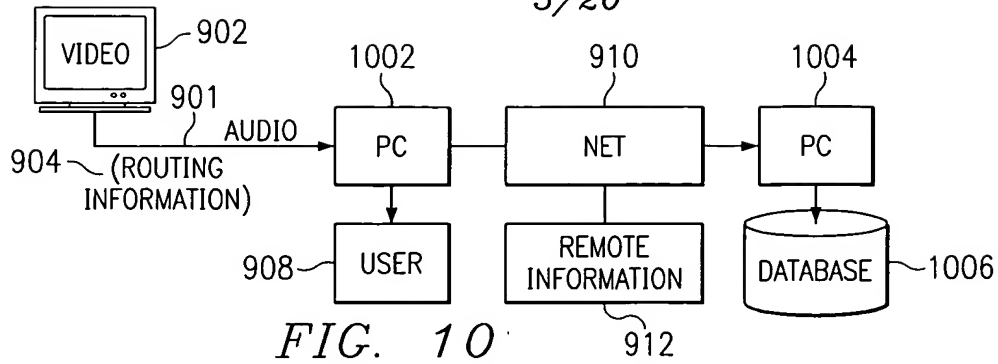 5/20
VIDEO
902
1002
910
1004
901
AUDIO
904
(ROUTING
INFORMATION)
PC
NET
PC
908
USER
REMOTE
INFORMATION
DATABASE
1006
FIG. 10
912